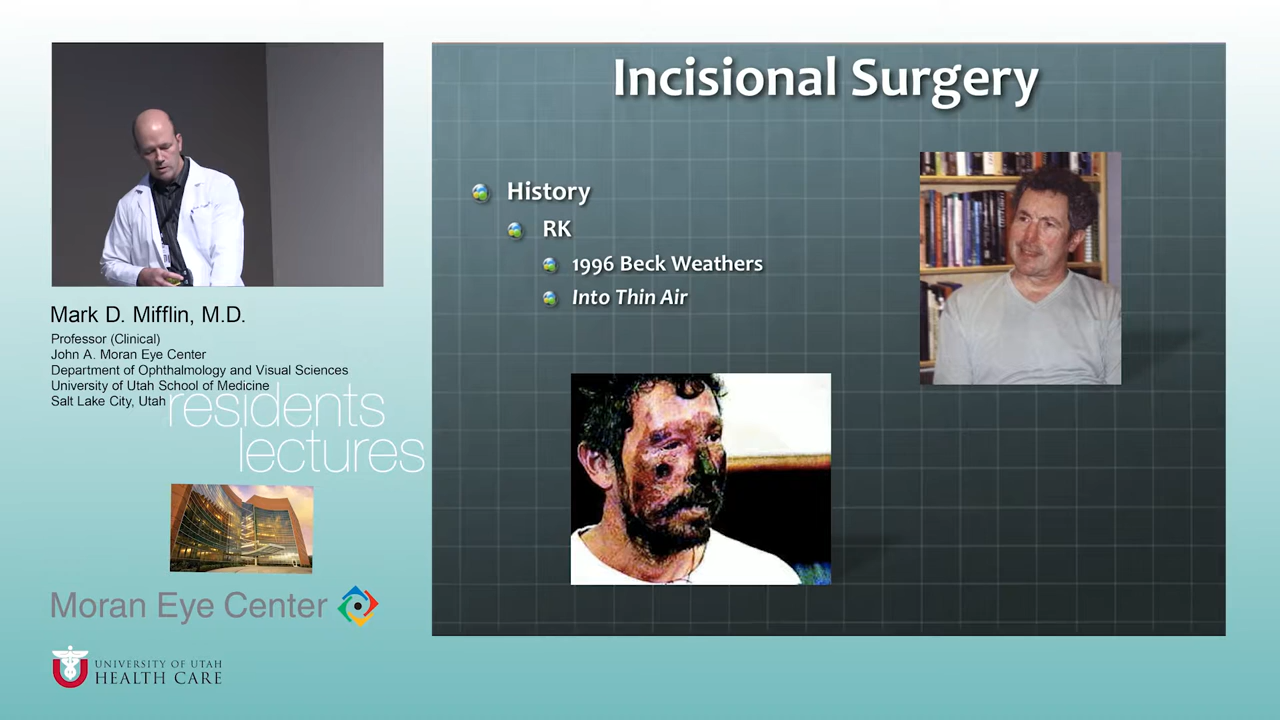 Incisional Surgery
History
RK
1996 Beck Weathers
Into Thin Air
Mark D. Mifflin, M.D.
Professor (Clinical)
John A. Moran Eye Center
Department of Ophthalmology and Visual Sciences
University of Utah School of Medicine
Salt Lake City, Utah
residents
lectures
Moran Eye Center
UNIVERSITY OF UTAH
HEALTH CARE